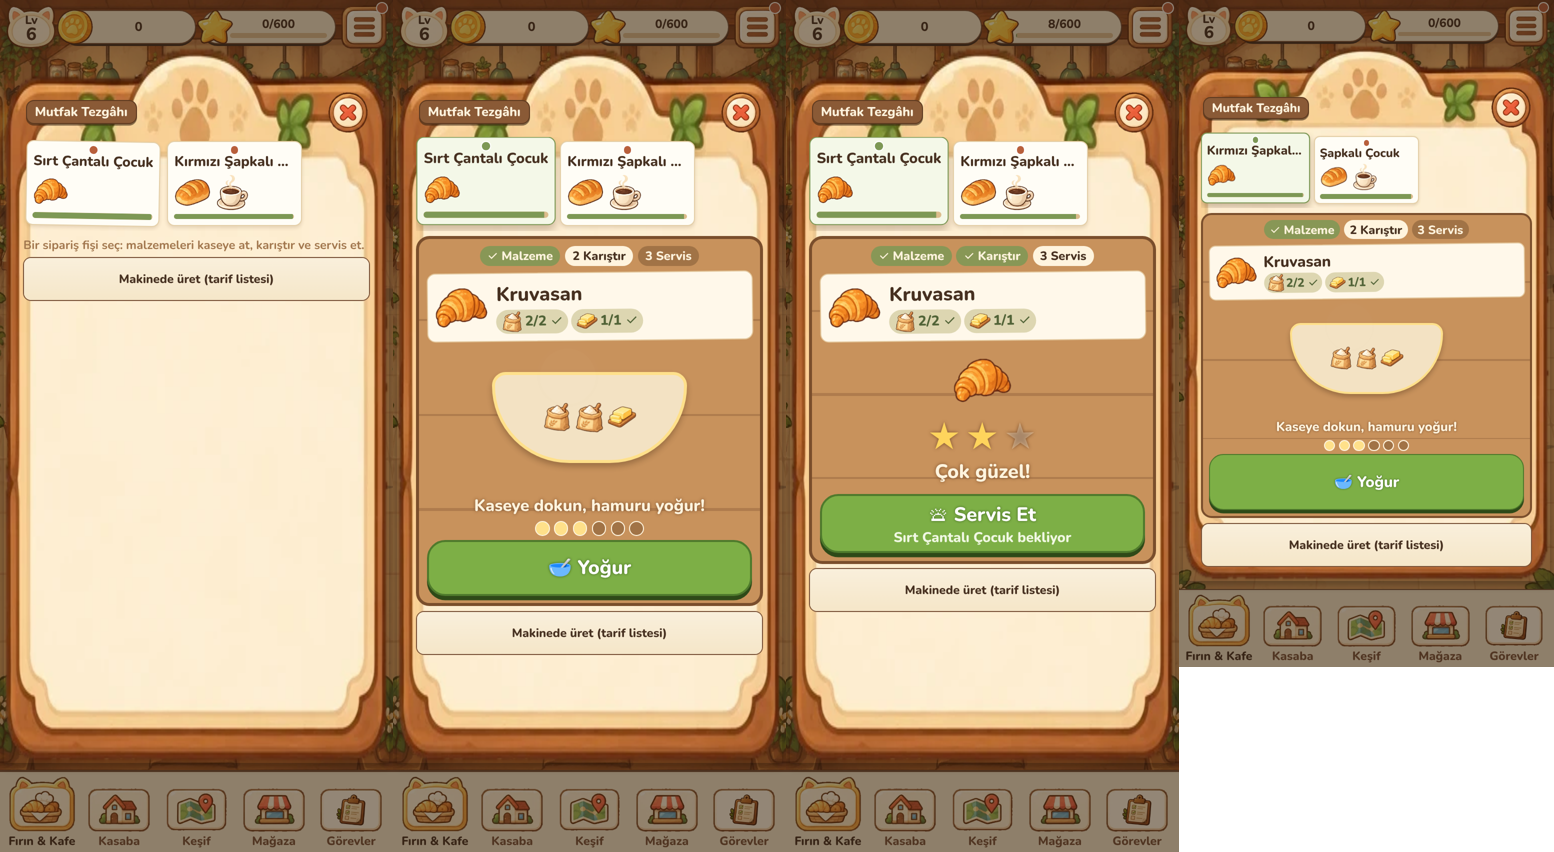 Lv
6
0
0/600
Mutfak Tezgâhı
Sırt Çantalı Çocuk
Kırmızı Şapkalı ...
Bir sipariş fişi seç: malzemeleri kaseye at, karıştır ve servis et.
Makinede üret (tarif listesi)
Fırın & Kafe
Kasaba
Keşif
Mağaza
Görevler
Lv
6
0
0/600
Mutfak Tezgâhı
Sırt Çantalı Çocuk
Kırmızı Şapkalı ...
✓ Malzeme
2 Karıştır
3 Servis
Kruvasan
2/2 ✓
1/1 ✓
Kaseye dokun, hamuru yoğur!
Yoğur
Makinede üret (tarif listesi)
Fırın & Kafe
Kasaba
Keşif
Mağaza
Görevler
Lv
6
0
8/600
Mutfak Tezgâhı
Sırt Çantalı Çocuk
Kırmızı Şapkalı ...
✓ Malzeme
✓ Karıştır
3 Servis
Kruvasan
2/2 ✓
1/1 ✓
Çok güzel!
Servis Et
Sırt Çantalı Çocuk bekliyor
Makinede üret (tarif listesi)
Fırın & Kafe
Kasaba
Keşif
Mağaza
Görevler
Lv
6
0
0/600
Mutfak Tezgâhı
Kırmızı Şapkal...
Şapkalı Çocuk
✓ Malzeme
2 Karıştır
3 Servis
Kruvasan
2/2 ✓
1/1 ✓
Kaseye dokun, hamuru yoğur!
Yoğur
Makinede üret (tarif listesi)
Fırın & Kafe
Kasaba
Keşif
Mağaza
Görevler